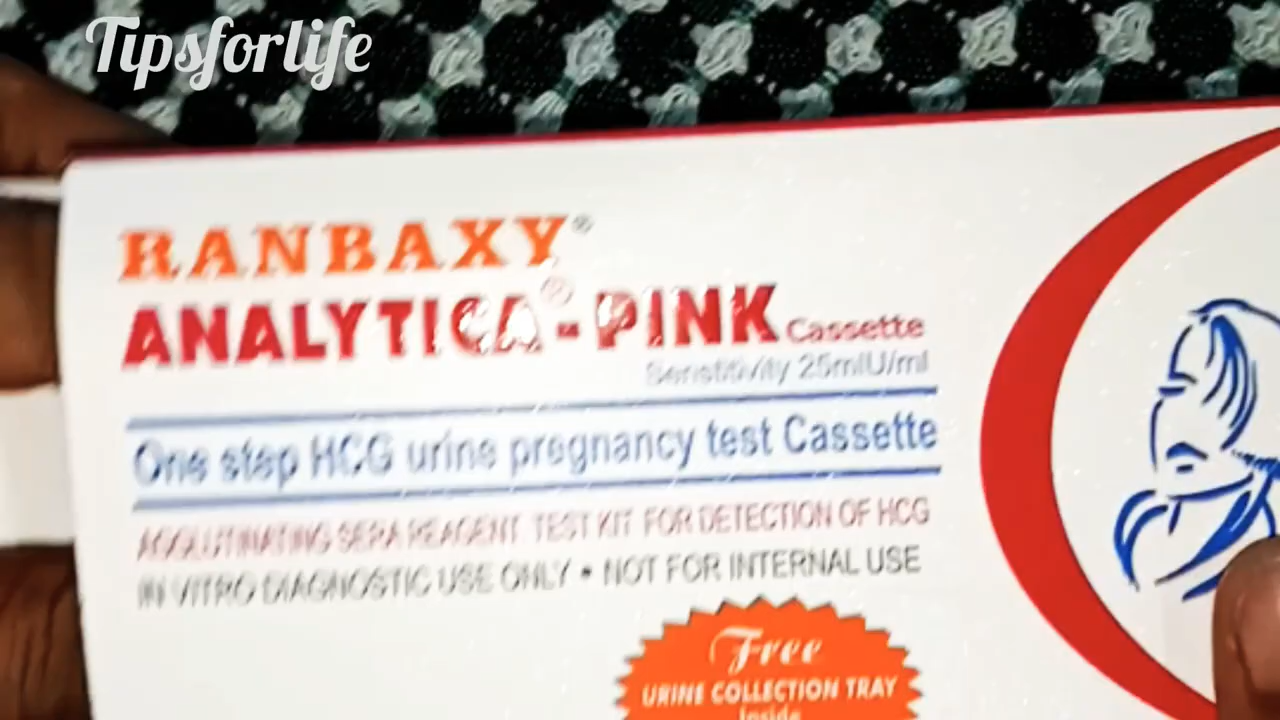 Tipsforlife
RANBAXY®
ANALYTICA®-PINK Cassette
Sensitivity 25mIU/ml
One step HCG urine pregnancy test Cassette
AGGLUTINATING SERA REAGENT TEST KIT FOR DETECTION OF HCG
IN VITRO DIAGNOSTIC USE ONLY • NOT FOR INTERNAL USE
Free
URINE COLLECTION TRAY
Inside